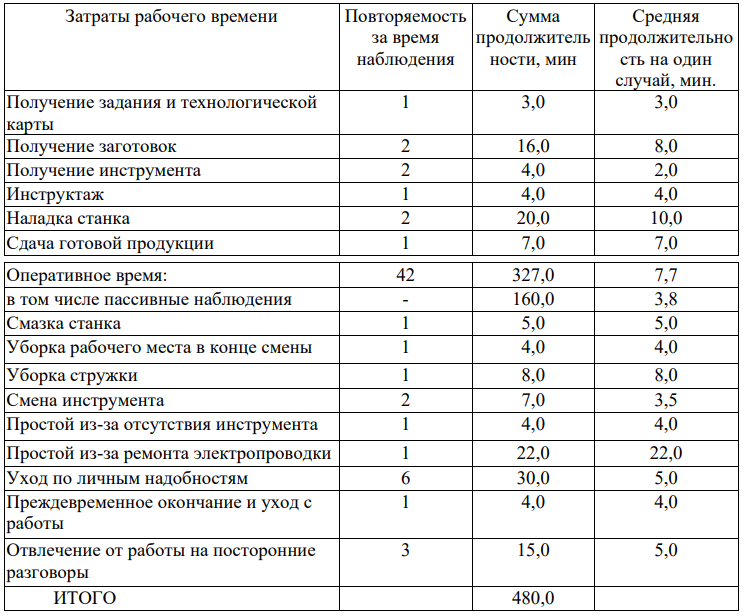 Затраты рабочего времени Повторяемость за время наблюдения Сумма продолжитель ности, мин Средняя продолжительно сть на один случай, мин.
Получение задания и технологической карты 1 3,0 3,0
Получение заготовок 2 16,0 8,0
Получение инструмента 2 4,0 2,0
Инструктаж 1 4,0 4,0
Наладка станка 2 20,0 10,0
Сдача готовой продукции 1 7,0 7,0
Оперативное время: 42 327,0 7,7
в том числе пассивные наблюдения - 160,0 3,8
Смазка станка 1 5,0 5,0
Уборка рабочего места в конце смены 1 4,0 4,0
Уборка стружки 1 8,0 8,0
Смена инструмента 2 7,0 3,5
Простой из-за отсутствия инструмента 1 4,0 4,0
Простой из-за ремонта электропроводки 1 22,0 22,0
Уход по личным надобностям 6 30,0 5,0
Преждевременное окончание и уход с работы 1 4,0 4,0
Отвлечение от работы на посторонние разговоры 3 15,0 5,0
ИТОГО 480,0